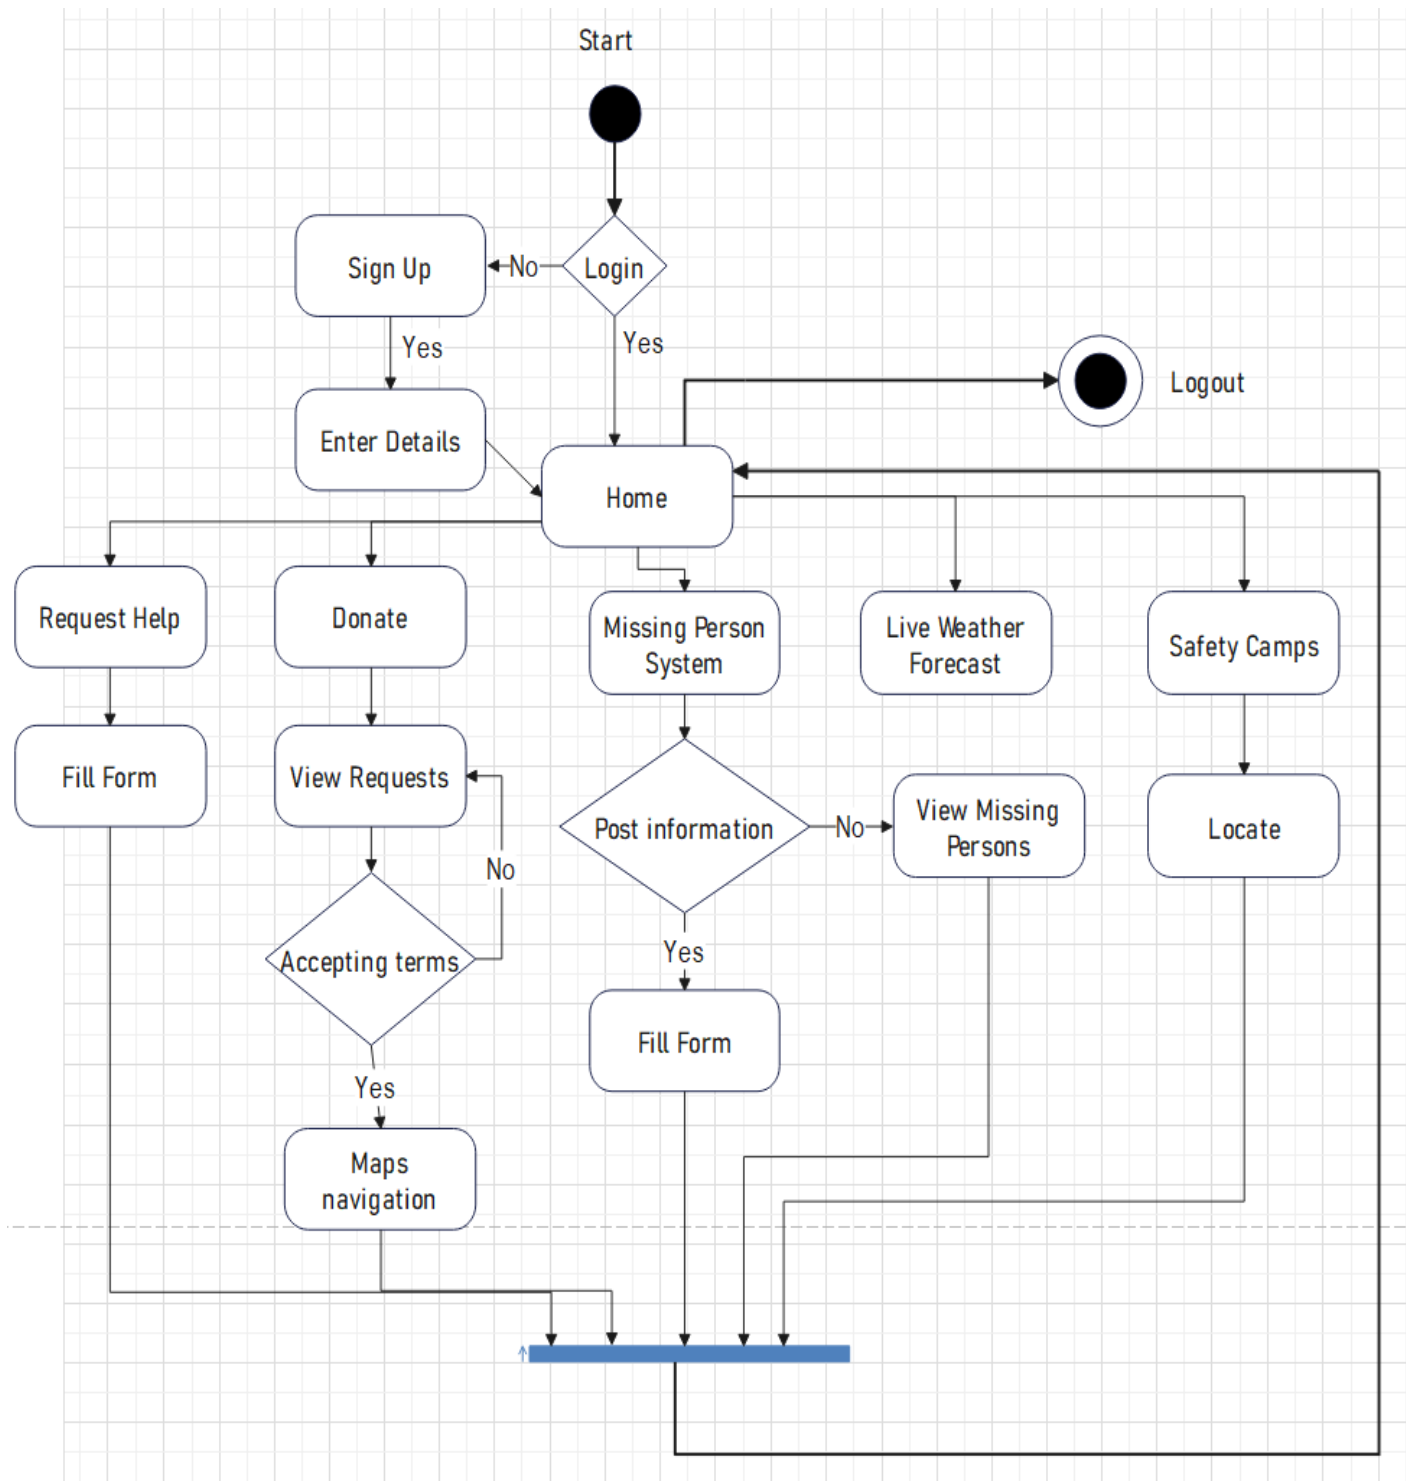 Start
Sign Up
No
Login
Yes
Yes
Logout
Enter Details
Home
Request Help
Donate
Missing Person
System
Live Weather
Forecast
Safety Camps
Fill Form
View Requests
Post information
No
View Missing
Persons
Locate
No
Accepting terms
Yes
Fill Form
Yes
Maps
navigation